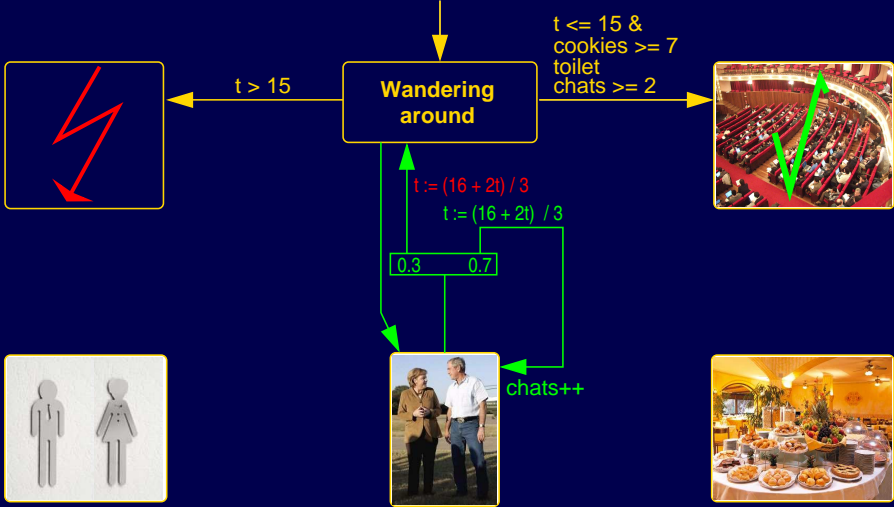 t <= 15 &
cookies >= 7
toilet
chats >= 2
t > 15
Wandering
around
t := (16 + 2t) / 3
t := (16 + 2t) / 3
0.3 0.7
chats++